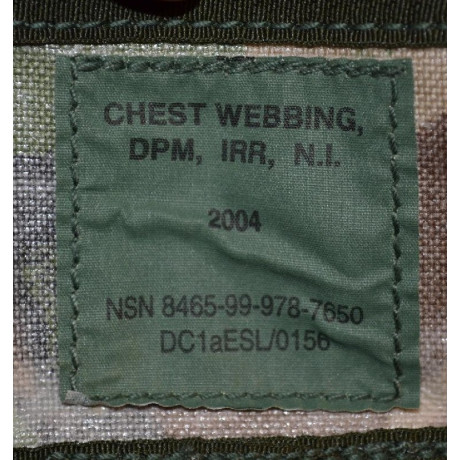 CHEST WEBBING,
DPM, IRR, N.I.
2004
NSN 8465-99-978-7650
DC1aESL/0156